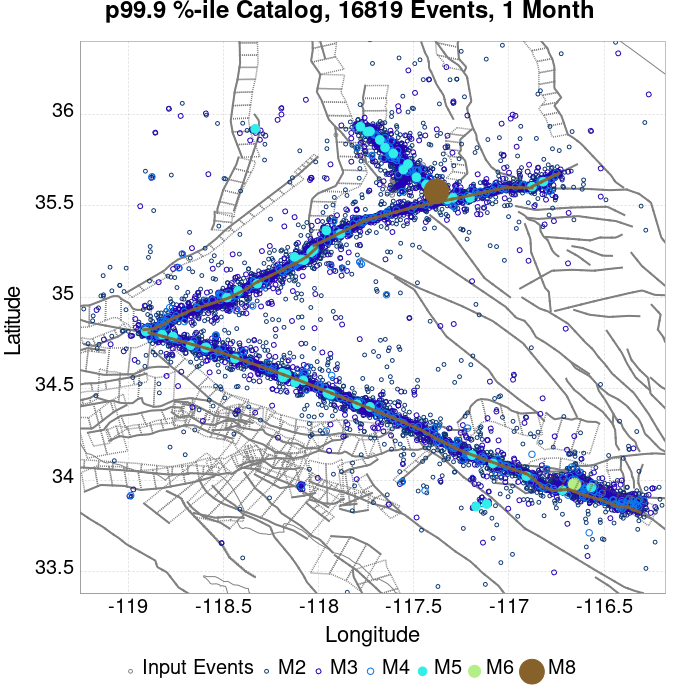 p99.9 %-ile Catalog, 16819 Events, 1 Month
36
35.5
35
34.5
34
33.5
Latitude
-119 -118.5 -118 -117.5 -117 -116.5
Longitude
Input Events M2 M3 M4 M5 M6 M8